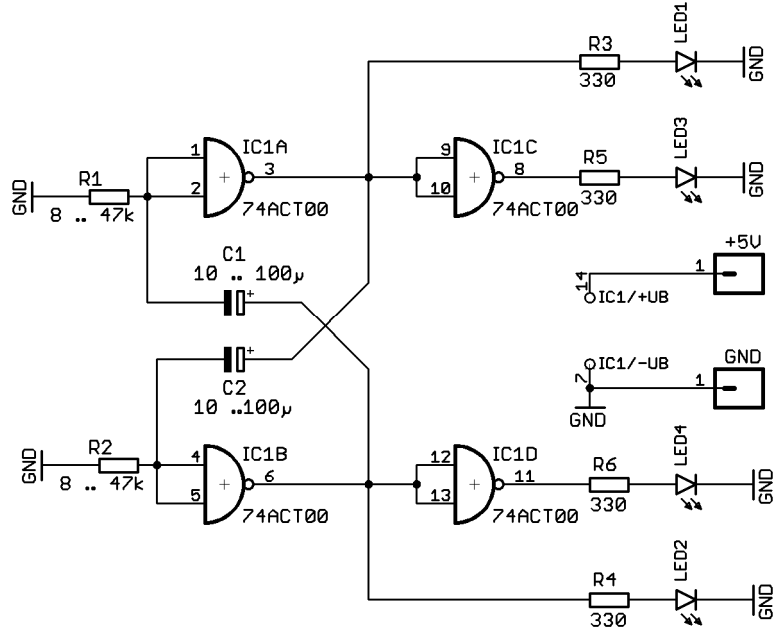 LED1
R3
330
GND
IC1A
1
2
3
74ACT00
IC1C
9
10
8
74ACT00
LED3
R5
330
GND
GND
R1
8 .. 47k
C1
10 .. 100µ
+
+5V
1
14
IC1/+UB
+
C2
10 ..100µ
IC1/-UB
7
GND
GND
1
GND
R2
8 .. 47k
IC1B
4
5
6
74ACT00
IC1D
12
13
11
74ACT00
LED4
R6
330
GND
LED2
R4
330
GND